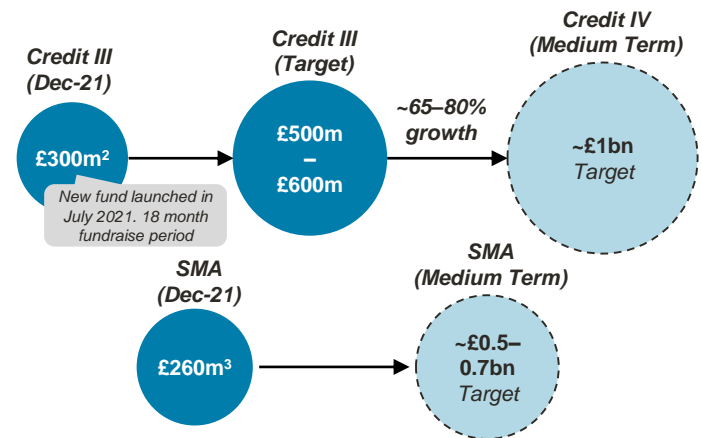 Credit III
(Dec-21)
£300m2
New fund launched in
July 2021. 18 month
fundraise period
Credit III
(Target)
£500m
–
£600m
~65–80%
growth
Credit IV
(Medium Term)
~£1bn
Target
SMA
(Dec-21)
£260m3
SMA
(Medium Term)
~£0.5–
0.7bn
Target